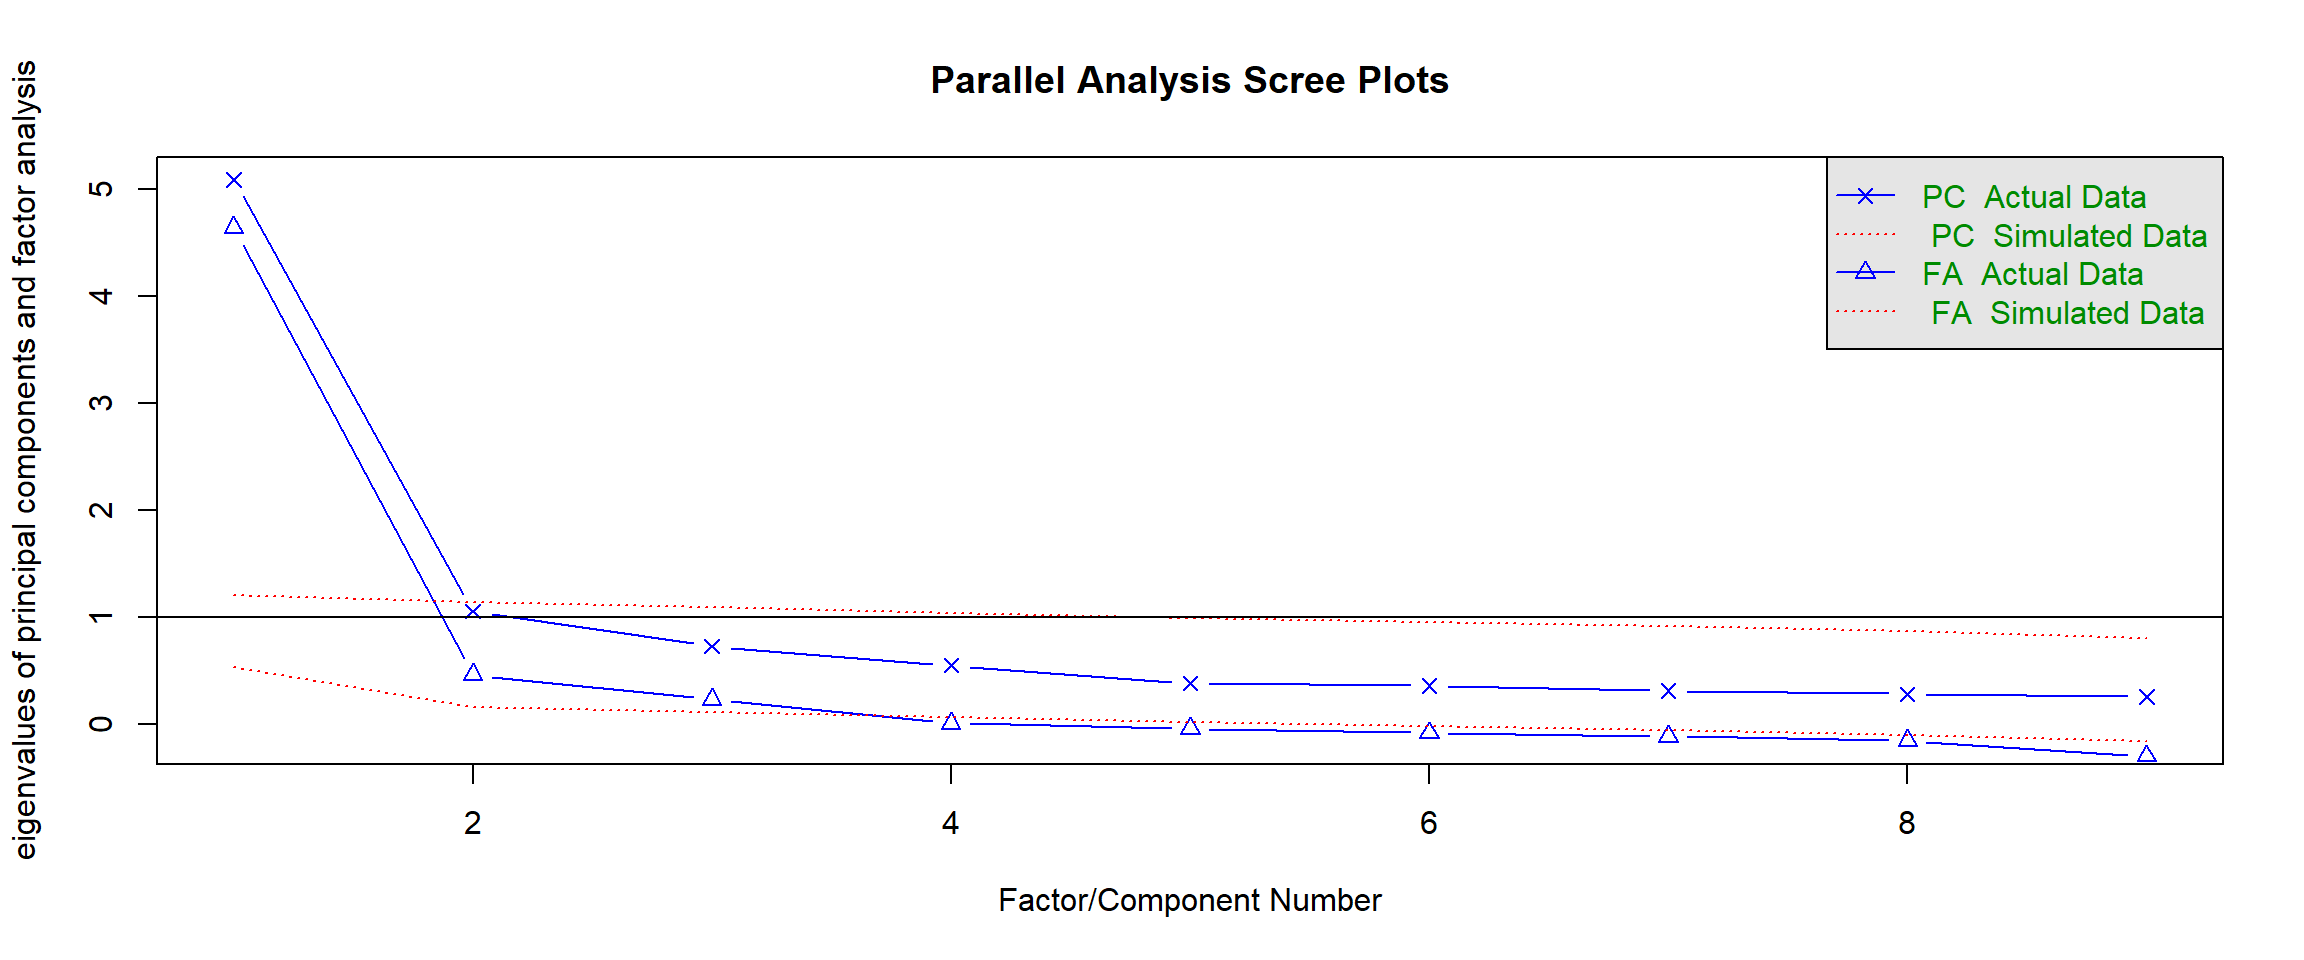 Parallel Analysis Scree Plots
eigenvalues of principal components and factor analysis
5
4
3
2
1
0
PC  Actual Data
PC  Simulated Data
FA  Actual Data
FA  Simulated Data
2 4 6 8
Factor/Component Number